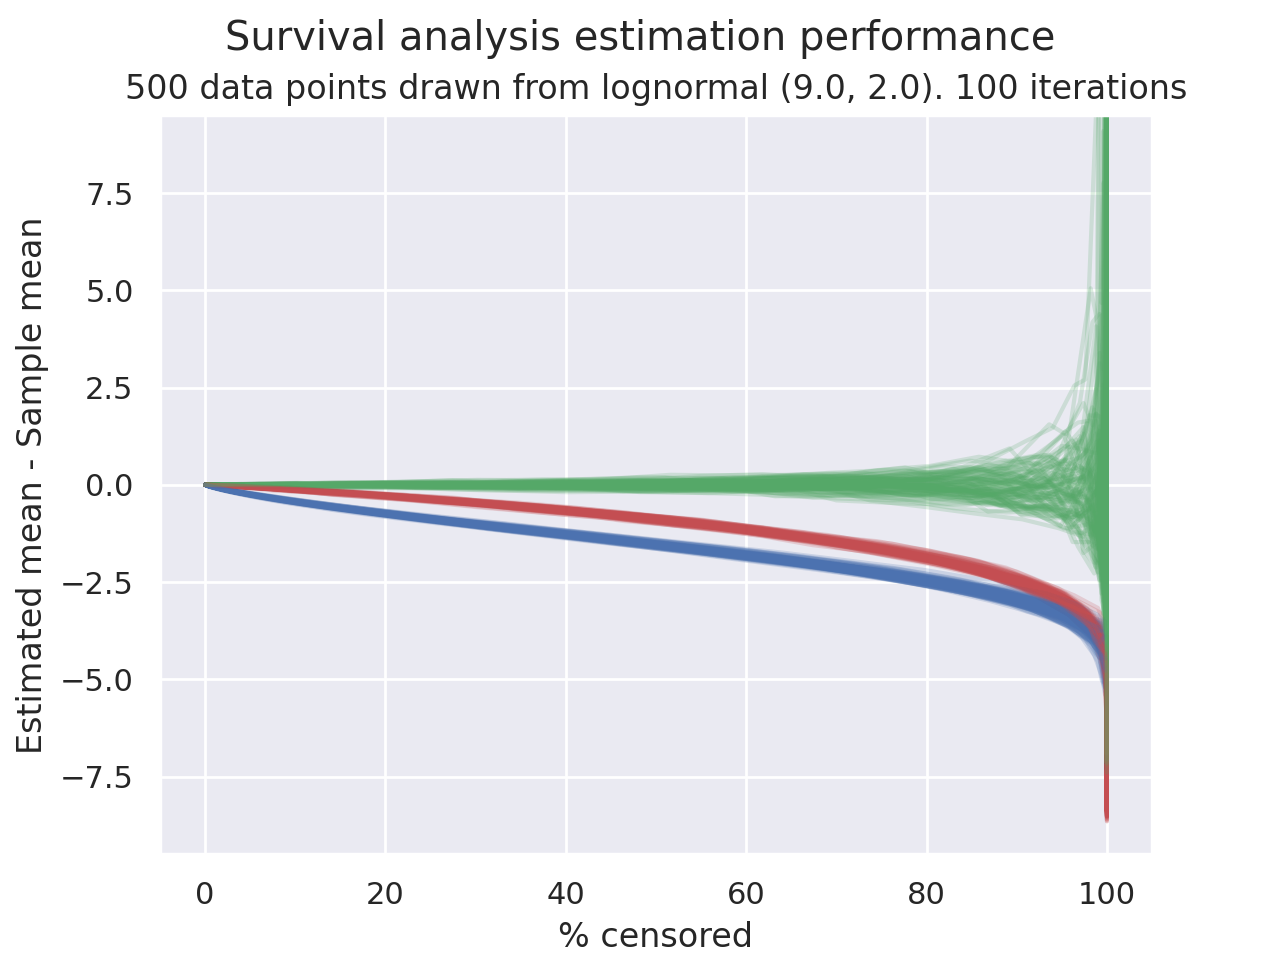 Survival analysis estimation performance
500 data points drawn from lognormal (9.0, 2.0). 100 iterations
Estimated mean - Sample mean
7.5
5.0
2.5
0.0
−2.5
−5.0
−7.5
0 20 40 60 80 100
% censored